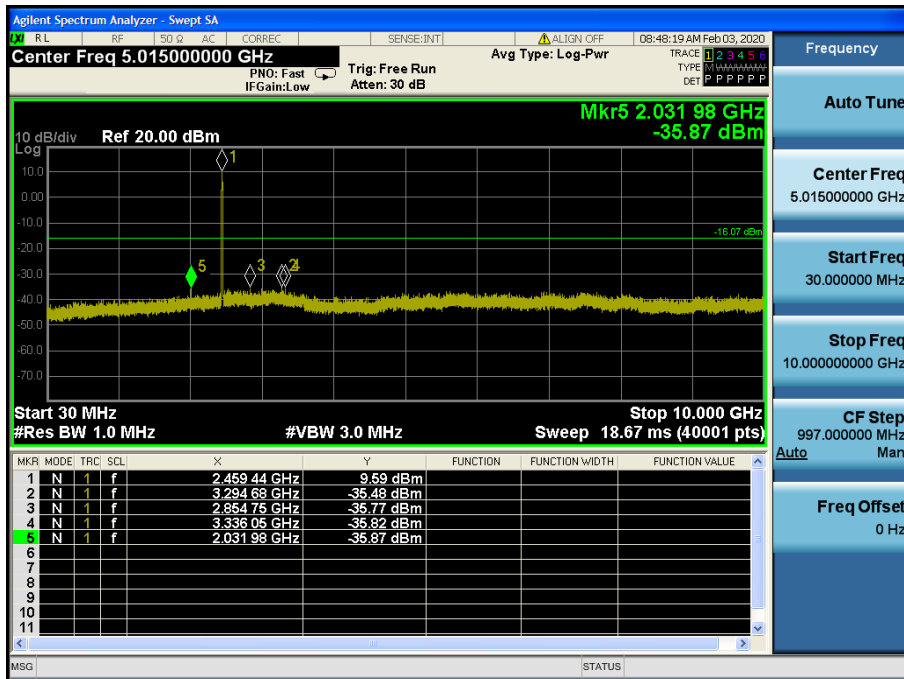 Agilent Spectrum Analyzer - Swept SA
LXI RL RF 50 Ω AC CORREC SENSE:INT ALIGN OFF 08:48:19 AM Feb 03, 2020
Center Freq 5.015000000 GHz
PNO: Fast
IFGain:Low
Trig: Free Run
Atten: 30 dB
Avg Type: Log-Pwr
TRACE 1 2 3 4 5 6
TYPE M WWWWW
DET P P P P P P
Mkr5 2.031 98 GHz
-35.87 dBm
10 dB/div Ref 20.00 dBm
Log
10.0
0.00
-10.0
-20.0
-30.0
-40.0
-50.0
-60.0
-70.0
1
-16.07 dBm
5
3
2
4
Start 30 MHz Stop 10.000 GHz
#Res BW 1.0 MHz #VBW 3.0 MHz Sweep 18.67 ms (40001 pts)
MKR MODE TRC SCL X Y FUNCTION FUNCTION WIDTH FUNCTION VALUE
1 N 1 f 2.459 44 GHz 9.59 dBm
2 N 1 f 3.294 68 GHz -35.48 dBm
3 N 1 f 2.854 75 GHz -35.77 dBm
4 N 1 f 3.336 05 GHz -35.82 dBm
5 N 1 f 2.031 98 GHz -35.87 dBm
6
7
8
9
10
11
MSG STATUS
Frequency
Auto Tune
Center Freq
5.015000000 GHz
Start Freq
30.000000 MHz
Stop Freq
10.000000000 GHz
CF Step
997.000000 MHz
Auto Man
Freq Offset
0 Hz